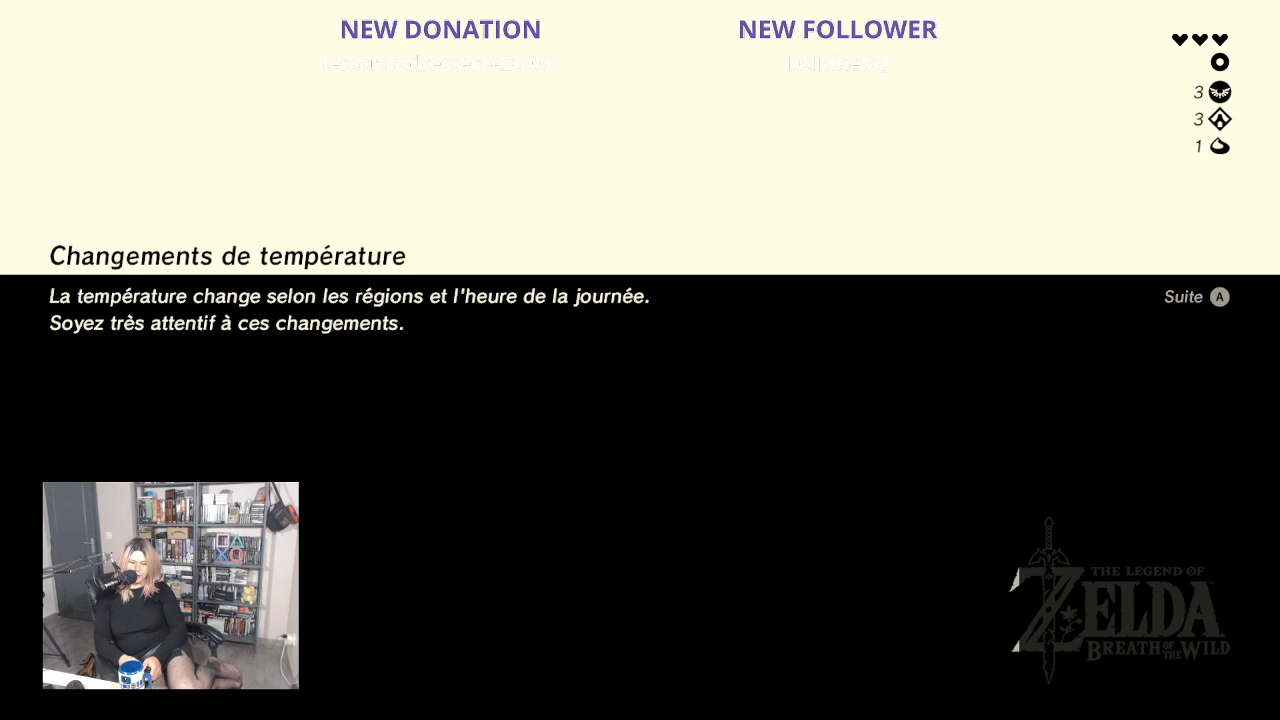 NEW DONATION
NEW FOLLOWER
3
3
1
Changements de température
La température change selon les régions et l'heure de la journée.
Soyez très attentif à ces changements.
Suite A
THE LEGEND OF
ZELDA
BREATH OF THE WILD